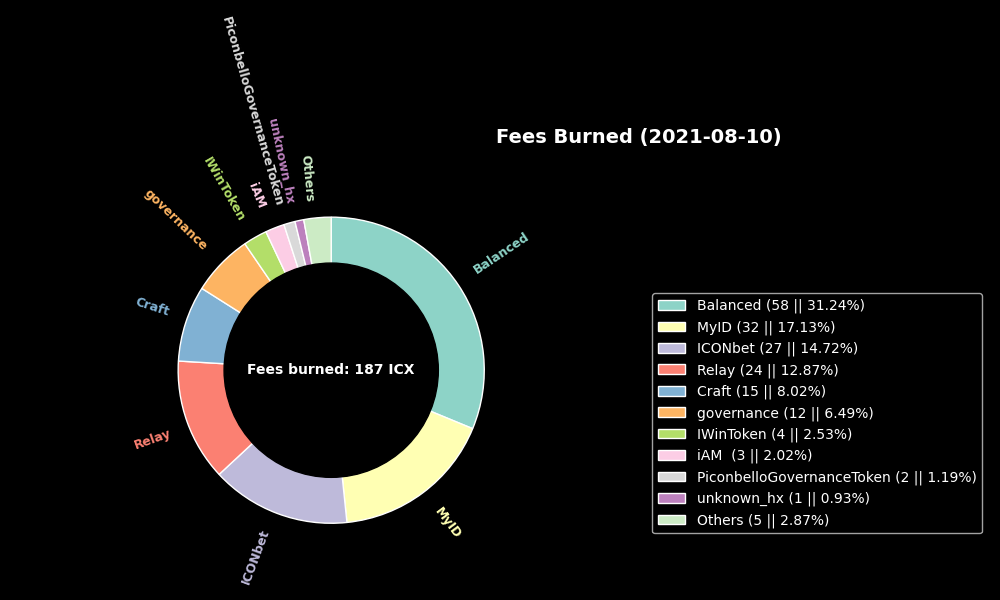 Fees Burned (2021-08-10)
PiconbelloGovernanceToken
unknown_hx
Others
iAM
IWinToken
governance
Craft
Relay
ICONbet
MyID
Balanced
Fees burned: 187 ICX
Balanced (58 || 31.24%)
MyID (32 || 17.13%)
ICONbet (27 || 14.72%)
Relay (24 || 12.87%)
Craft (15 || 8.02%)
governance (12 || 6.49%)
IWinToken (4 || 2.53%)
iAM  (3 || 2.02%)
PiconbelloGovernanceToken (2 || 1.19%)
unknown_hx (1 || 0.93%)
Others (5 || 2.87%)